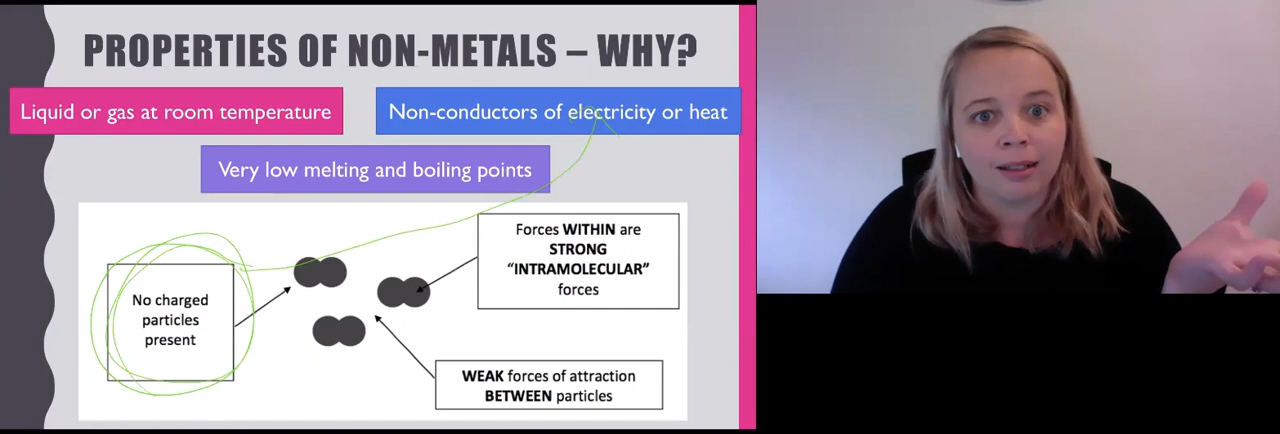 PROPERTIES OF NON-METALS – WHY?
Liquid or gas at room temperature
Non-conductors of electricity or heat
Very low melting and boiling points
Forces WITHIN are
STRONG
“INTRAMOLECULAR”
forces
No charged
particles
present
WEAK forces of attraction
BETWEEN particles